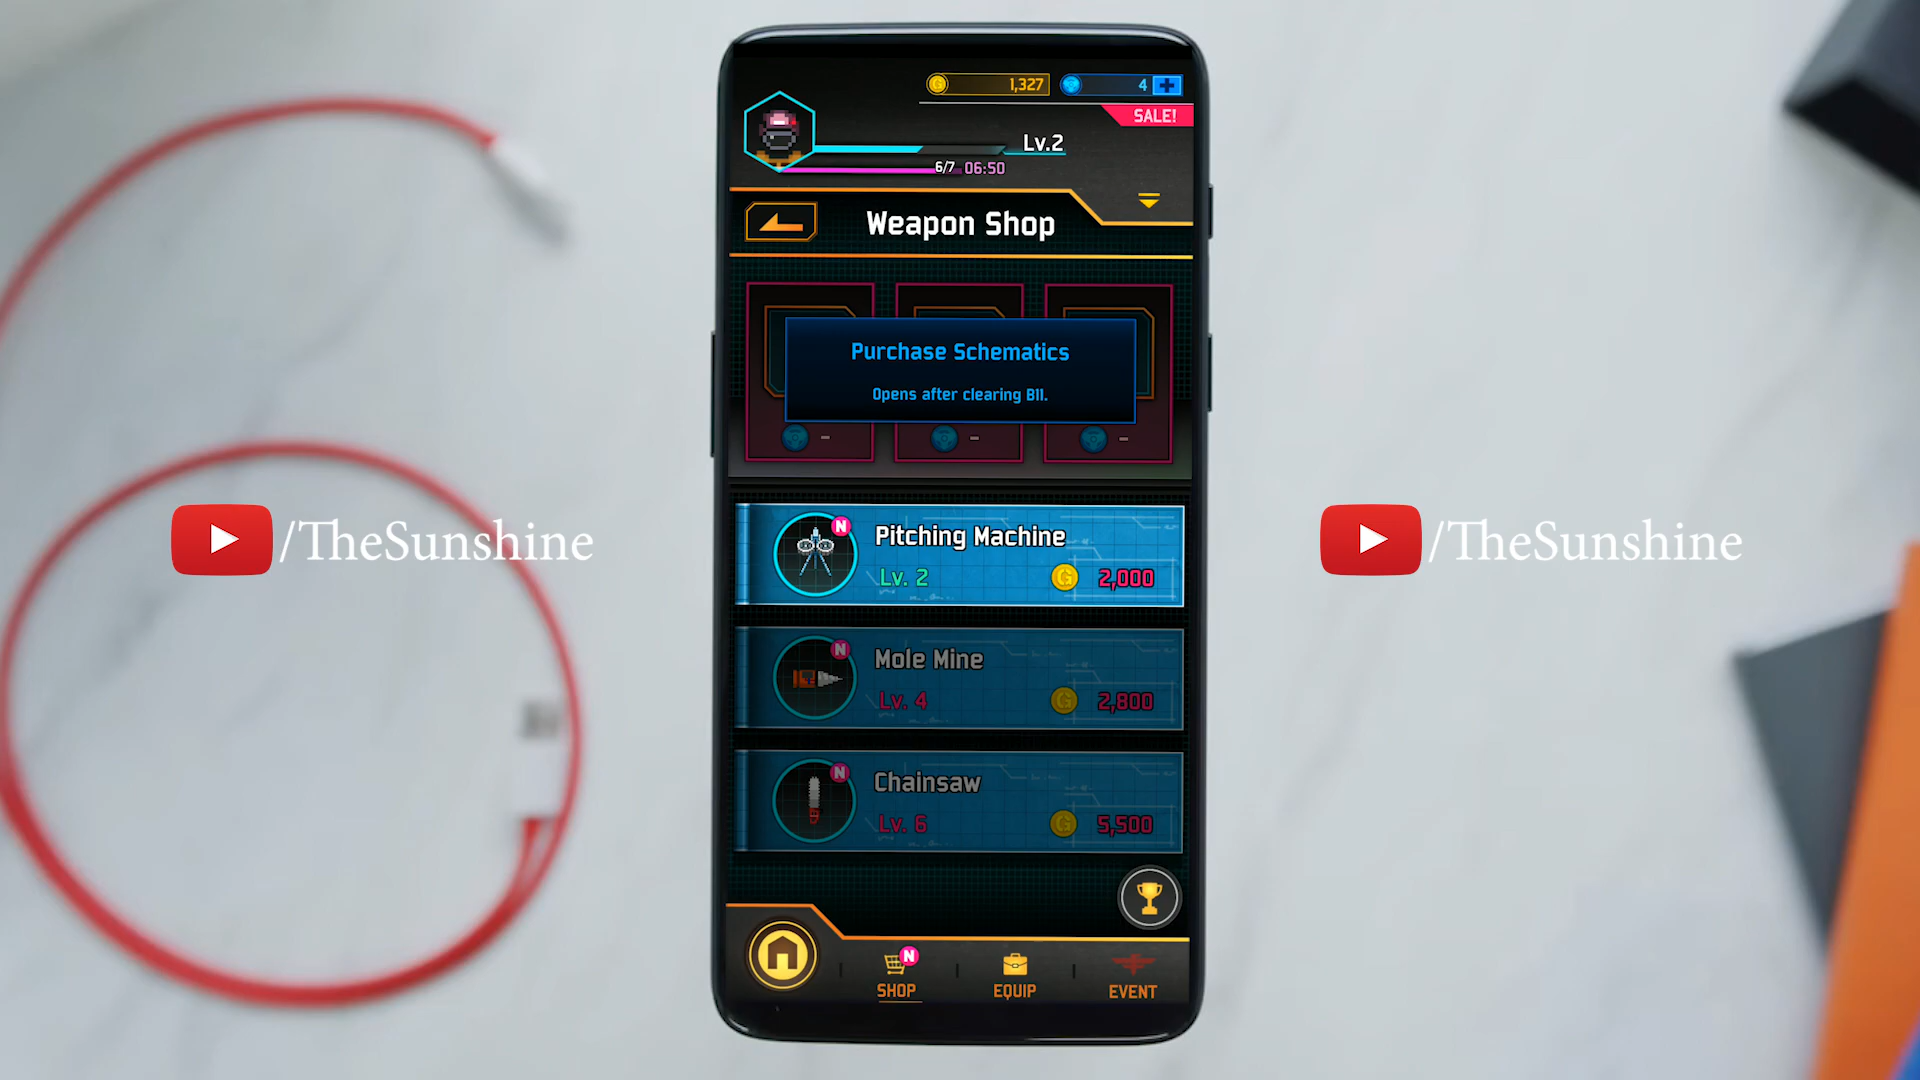 1,327
4
SALE!
Lv.2
6/7 06:50
Weapon Shop
Purchase Schematics
Opens after clearing B11.
- - -
N
Pitching Machine
Lv. 2 G 2,000
N
Mole Mine
Lv. 4 G 2,800
N
Chainsaw
Lv. 6 G 5,500
/TheSunshine
/TheSunshine
N
SHOP
EQUIP
EVENT